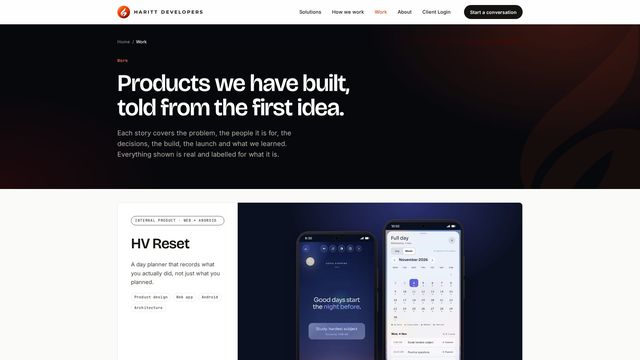 HARITT DEVELOPERS
Solutions
How we work
Work
About
Client Login
Start a conversation
Home / Work
Work
Products we have built,
told from the first idea.
Each story covers the problem, the people it is for, the
decisions, the build, the launch and what we learned.
Everything shown is real and labelled for what it is.
INTERNAL PRODUCT · WEB + ANDROID
HV Reset
A day planner that records what
you actually did, not just what you
planned.
Product design
Web app
Android
Architecture
Good days start
the night before.
Study hardest subject
Full day
November 2026